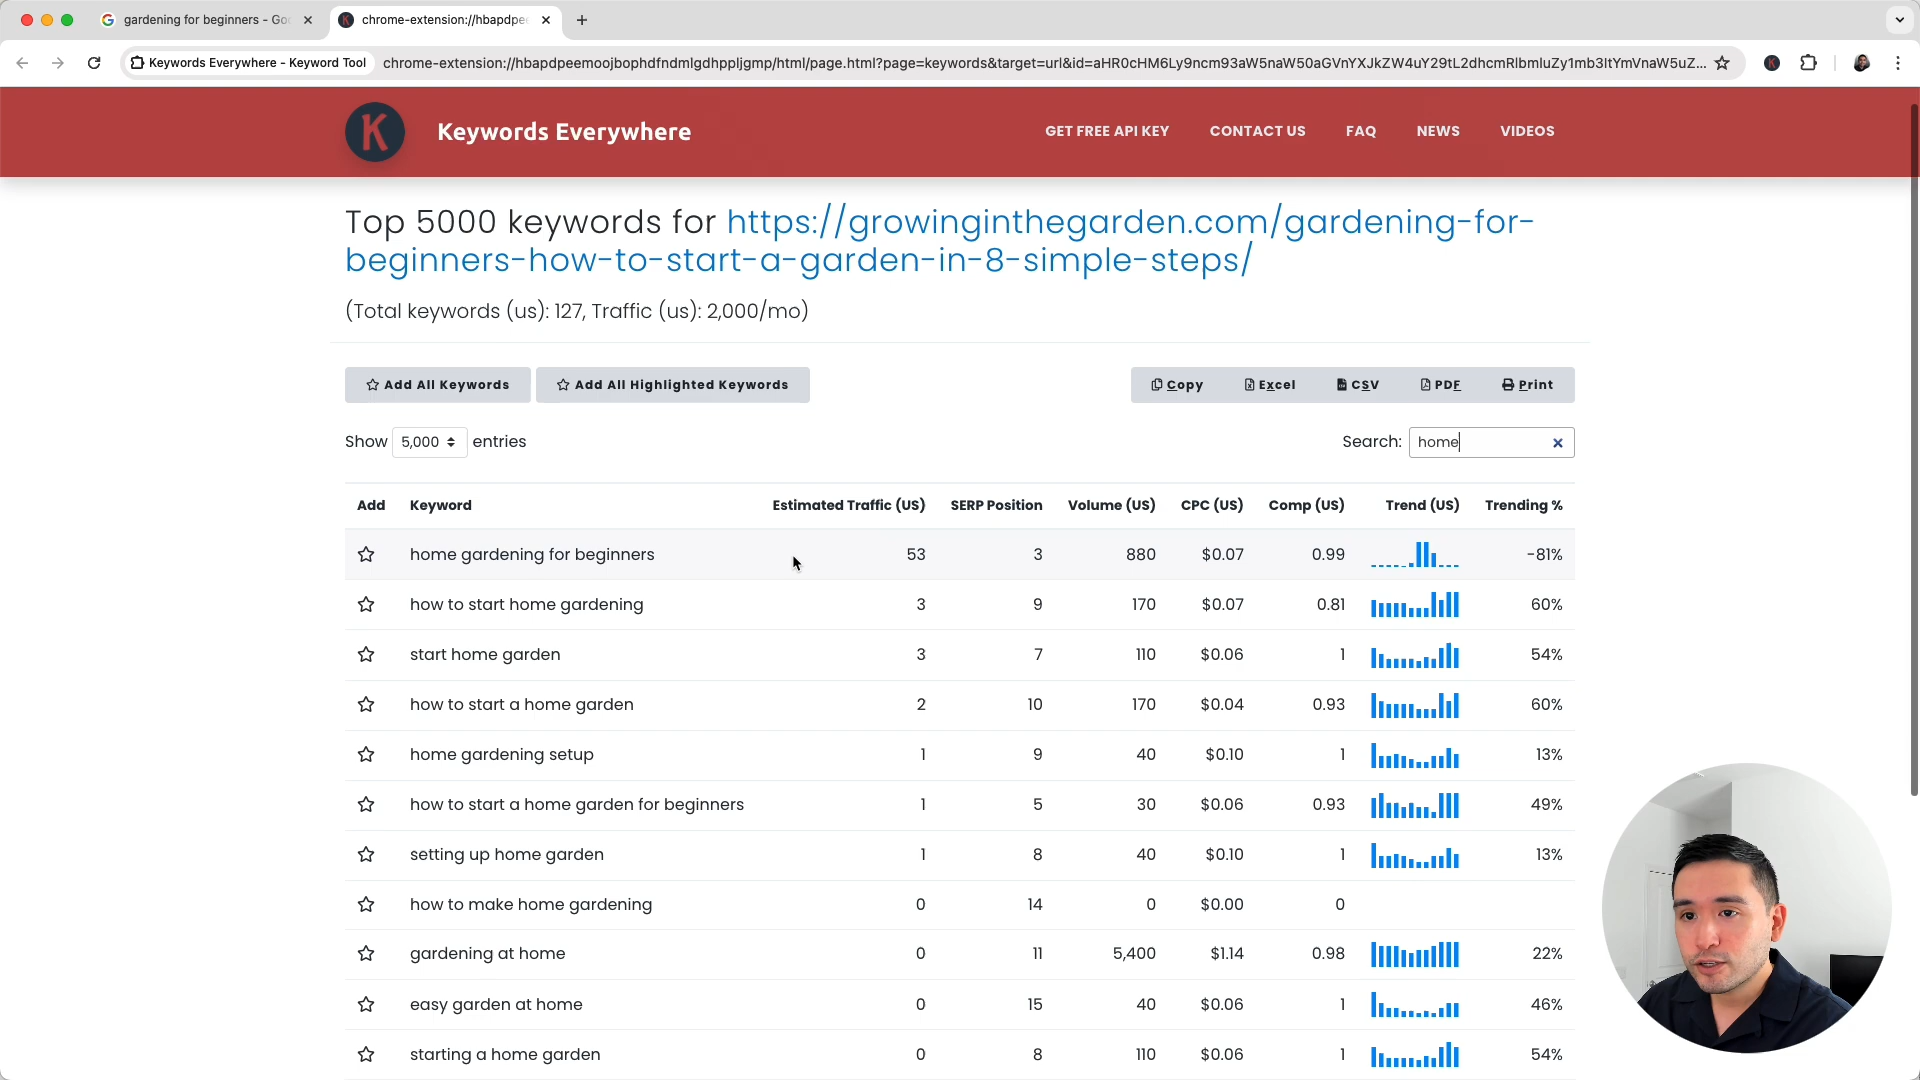 gardening for beginners - Go
chrome-extension://hbapdpee
Keywords Everywhere - Keyword Tool
chrome-extension://hbapdpeemoojbophdfndmlgdhppljgmp/html/page.html?page=keywords&target=url&id=aHR0cHM6Ly9ncm93aW5naW50aGVnYXJkZW4uY29tL2dhcmRlbmluZy1mb3ItYmVnaW5uZ...
K
Keywords Everywhere
GET FREE API KEY
CONTACT US
FAQ
NEWS
VIDEOS
Top 5000 keywords for https://growinginthegarden.com/gardening-for-
beginners-how-to-start-a-garden-in-8-simple-steps/
(Total keywords (us): 127, Traffic (us): 2,000/mo)
Add All Keywords
Add All Highlighted Keywords
Copy
Excel
CSV
PDF
Print
Show 5,000 entries
Search: home
Add Keyword Estimated Traffic (US) SERP Position Volume (US) CPC (US) Comp (US) Trend (US) Trending %
home gardening for beginners 53 3 880 $0.07 0.99 -81%
how to start home gardening 3 9 170 $0.07 0.81 60%
start home garden 3 7 110 $0.06 1 54%
how to start a home garden 2 10 170 $0.04 0.93 60%
home gardening setup 1 9 40 $0.10 1 13%
how to start a home garden for beginners 1 5 30 $0.06 0.93 49%
setting up home garden 1 8 40 $0.10 1 13%
how to make home gardening 0 14 0 $0.00 0
gardening at home 0 11 5,400 $1.14 0.98 22%
easy garden at home 0 15 40 $0.06 1 46%
starting a home garden 0 8 110 $0.06 1 54%